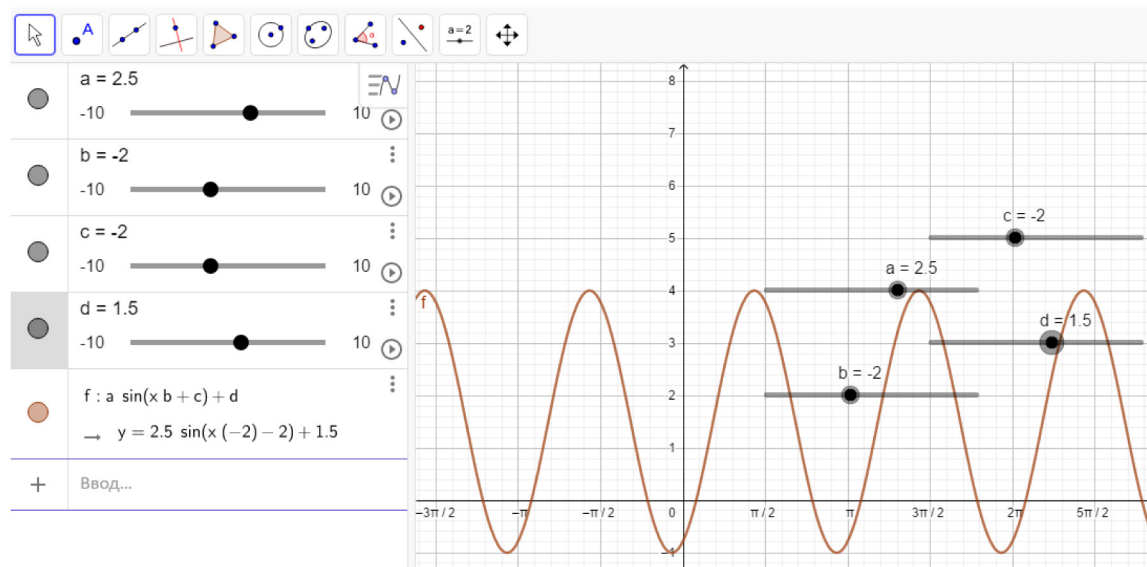 A
α
a=2
a = 2.5
-10
10
b = -2
-10
10
c = -2
-10
10
d = 1.5
-10
10
f : a sin(x b + c) + d
→ y = 2.5 sin(x (−2) − 2) + 1.5
+ Ввод...
8
7
6
5
4
3
2
1
0
−1
−3π / 2
−π
−π / 2
π / 2
π
3π / 2
2π
5π / 2
f
c = -2
a = 2.5
d = 1.5
b = -2